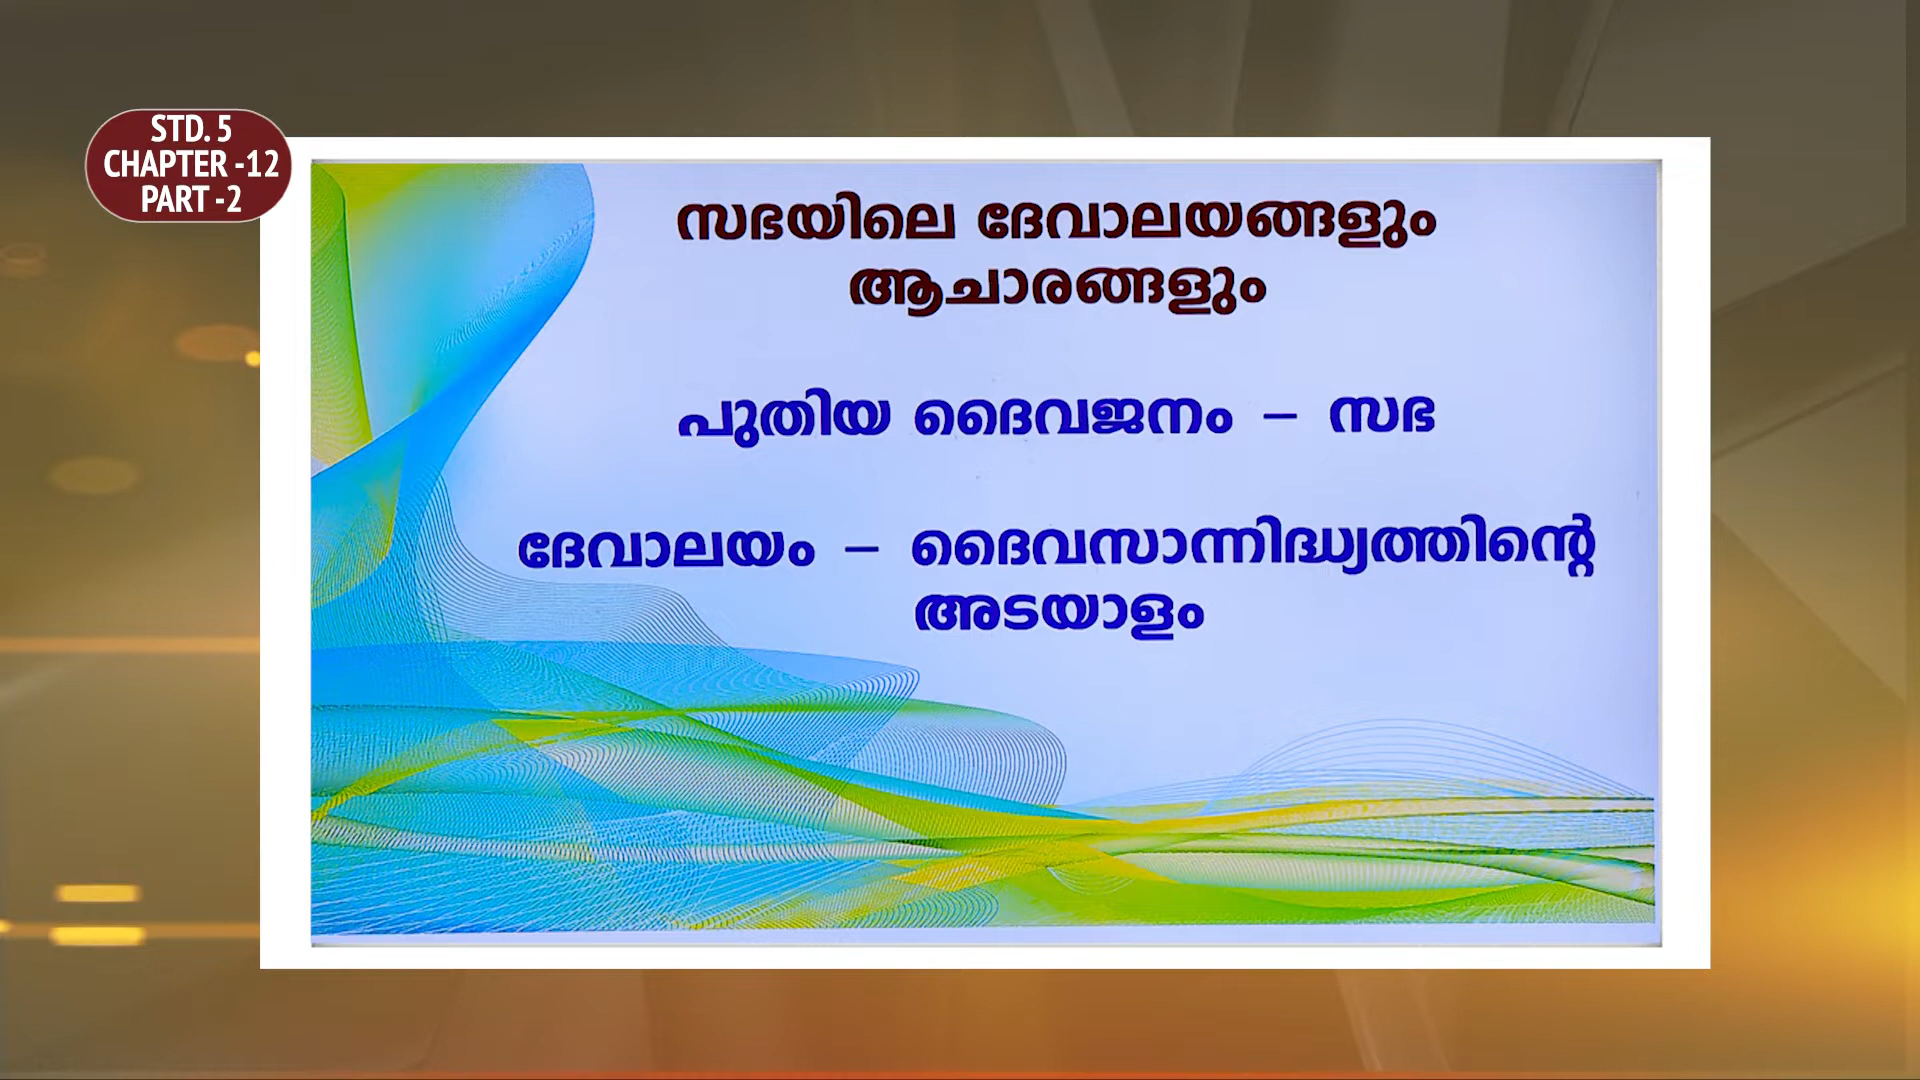 STD. 5
CHAPTER -12
PART -2
സഭയിലെ ദേവാലയങ്ങളും
ആചാരങ്ങളും
പുതിയ ദൈവജനം – സഭ
ദേവാലയം – ദൈവസാന്നിദ്ധ്യത്തിന്റെ
അടയാളം